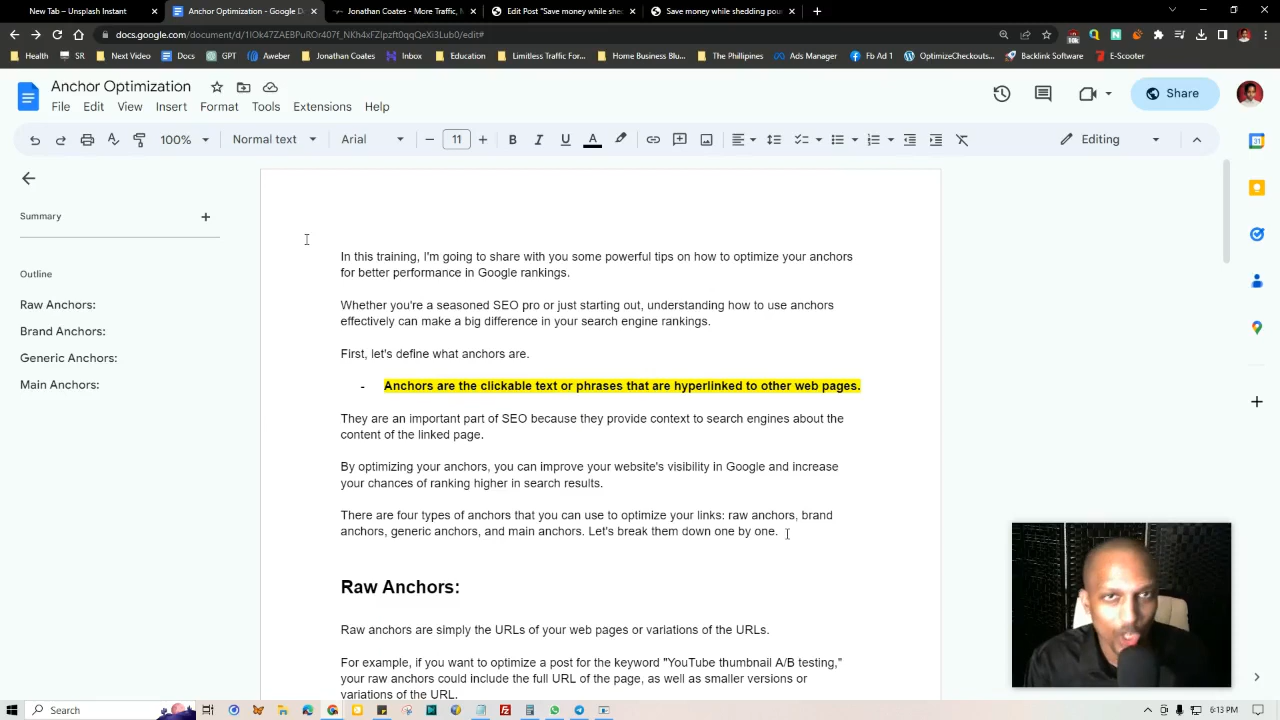 New Tab – Unsplash
Anchor Optimization - Google D
Jonathan Coates - More Traffic, M
Edit Post "Save money while shed
Save money while shedding poun
docs.google.com/document/d/
Health
SR
Next Video
Docs
GPT
Aweber
Jonathan Coates
Inbox
Education
Limitless Traffic For...
Home Business Blu...
The Philipines
Misc
Aweber
Fb Ad 1
OptimizeCheckouts...
Backlink Software
E-Scooter
Anchor Optimization
File Edit View Insert Format Tools Extensions Help
Share
100% Normal text Arial 11 B I U A Editing
Summary
Outline
Raw Anchors:
Brand Anchors:
Generic Anchors:
Main Anchors:
In this training, I'm going to share with you some powerful tips on how to optimize your anchors
for better performance in Google rankings.
Whether you're a seasoned SEO pro or just starting out, understanding how to use anchors
effectively can make a big difference in your search engine rankings.
First, let's define what anchors are.
- Anchors are the clickable text or phrases that are hyperlinked to other web pages.
They are an important part of SEO because they provide context to search engines about the
content of the linked page.
By optimizing your anchors, you can improve your website's visibility in Google and increase
your chances of ranking higher in search results.
There are four types of anchors that you can use to optimize your links: raw anchors, brand
anchors, generic anchors, and main anchors. Let's break them down one by one.
Raw Anchors:
Raw anchors are simply the URLs of your web pages or variations of the URLs.
For example, if you want to optimize a post for the keyword "YouTube thumbnail A/B testing,"
your raw anchors could include the full URL of the page, as well as smaller versions or
variations of the URL.
Search
6:13 PM